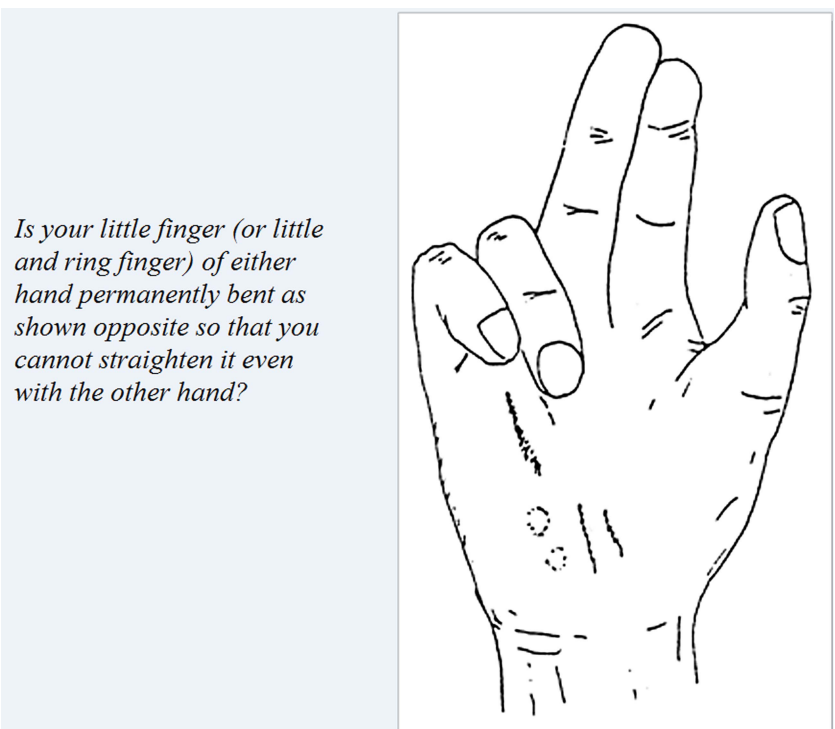 Is your little finger (or little
and ring finger) of either
hand permanently bent as
shown opposite so that you
cannot straighten it even
with the other hand?